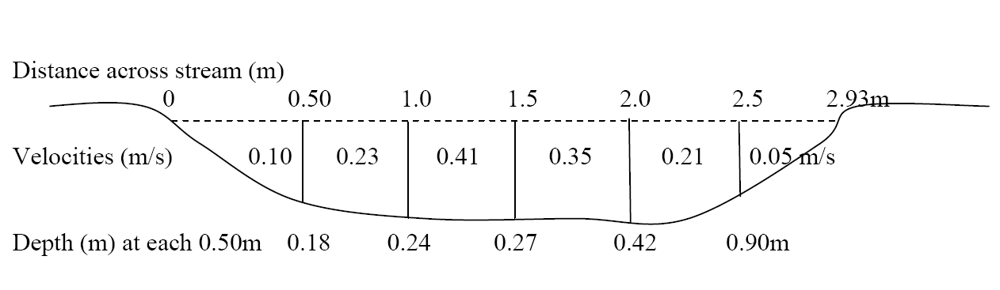 Distance across stream (m)
0 0.50 1.0 1.5 2.0 2.5 2.93m
Velocities (m/s) 0.10 0.23 0.41 0.35 0.21 0.05 m/s
Depth (m) at each 0.50m 0.18 0.24 0.27 0.42 0.90m